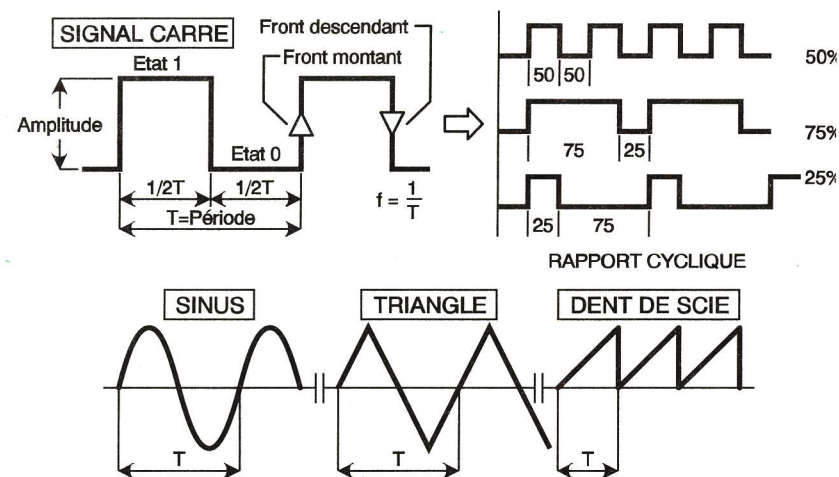 SIGNAL CARRE
Etat 1
Front descendant
Front montant
Amplitude
Etat 0
1/2T
1/2T
T=Période
f = 1/T
50 50
50%
75 25
75%
25 75
25%
RAPPORT CYCLIQUE
SINUS
TRIANGLE
DENT DE SCIE
T
T
T